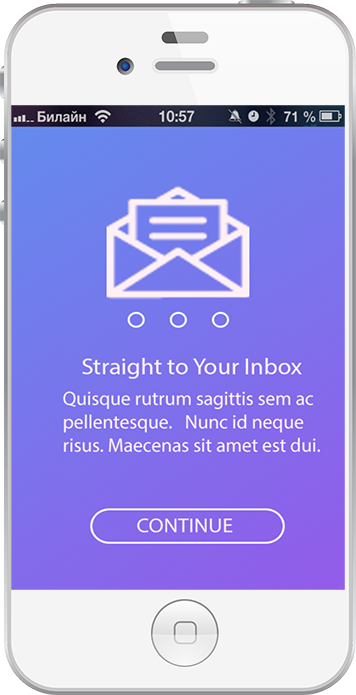 Билайн 10:57 71 %
Straight to Your Inbox
Quisque rutrum sagittis sem ac
pellentesque. Nunc id neque
risus. Maecenas sit amet est dui.
CONTINUE